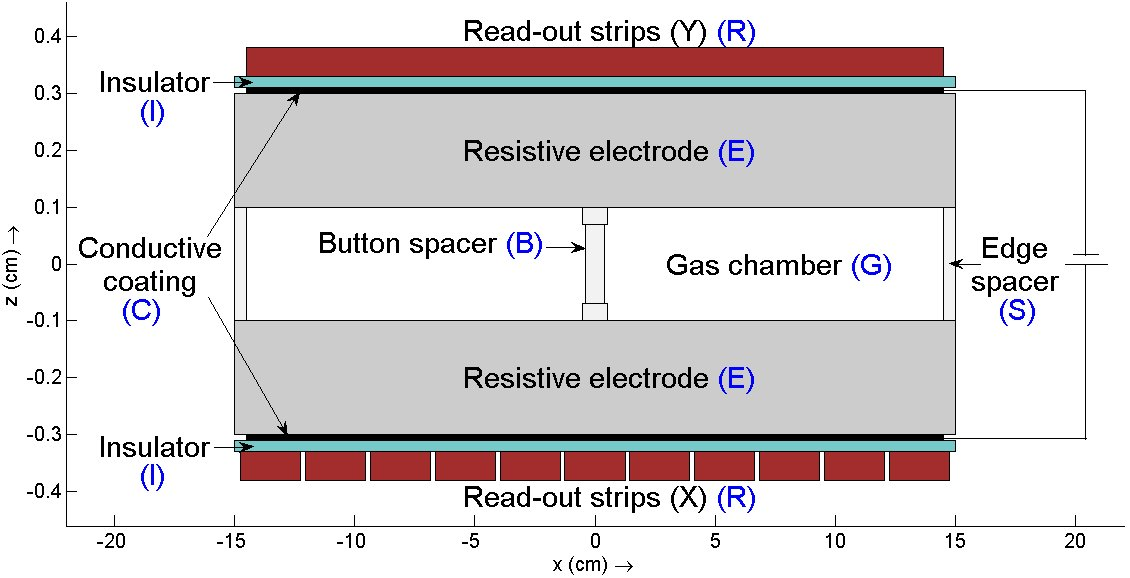 Read-out strips (Y) (R)
0.4
Insulator
(I)
0.3
Resistive electrode (E)
0.2
0.1
Conductive
coating
(C)
Button spacer (B)
Gas chamber (G)
Edge
spacer
(S)
z (cm) →
0
-0.1
-0.2
Resistive electrode (E)
-0.3
Insulator
(I)
-0.4
Read-out strips (X) (R)
-20
-15
-10
-5
0
5
10
15
20
x (cm) →